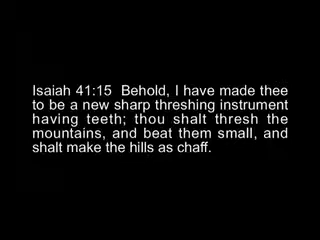 Isaiah 41:15  Behold, I have made thee
to be a new sharp threshing instrument
having teeth; thou shalt thresh the
mountains, and beat them small, and
shalt make the hills as chaff.